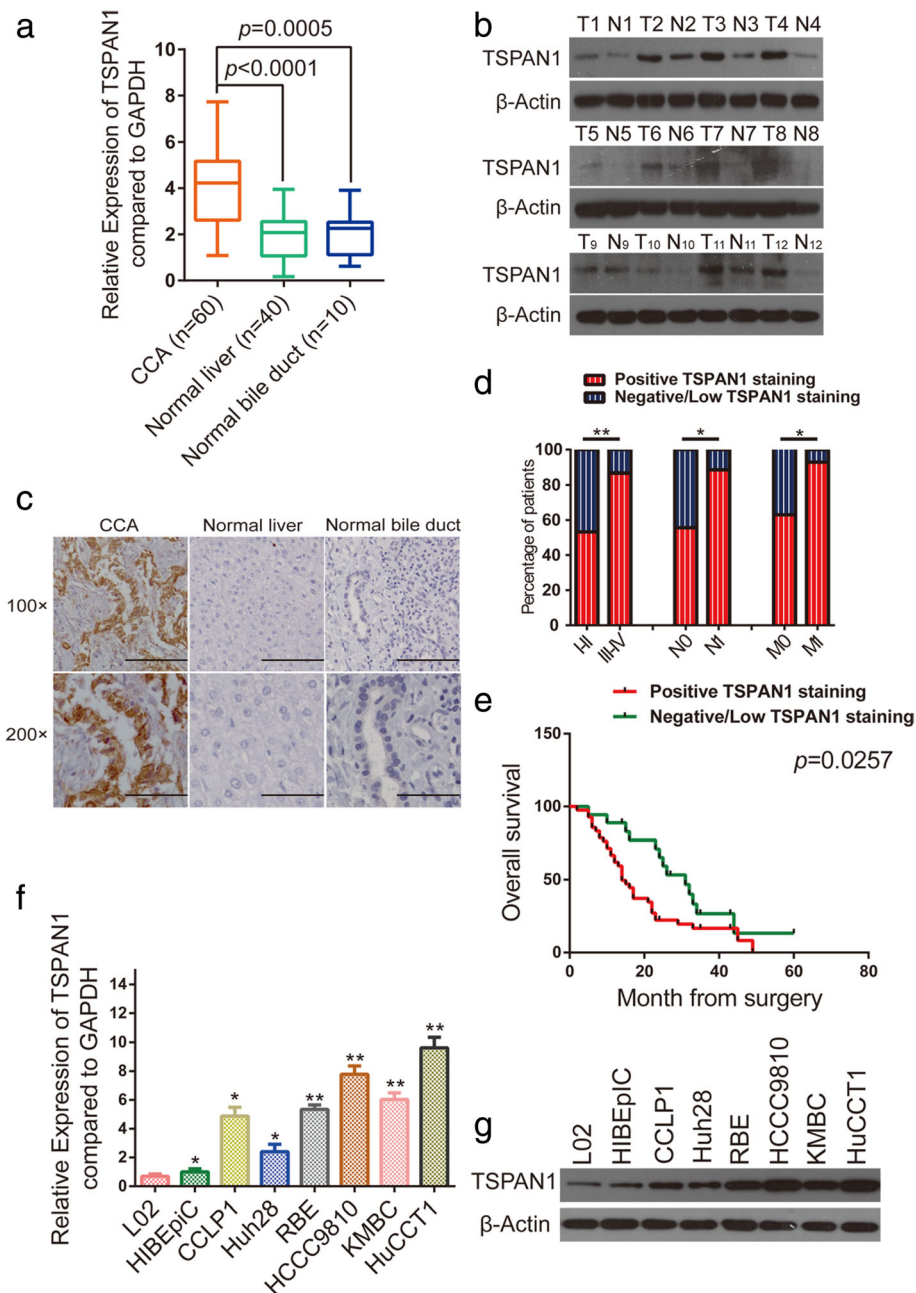 a
p=0.0005
p<0.0001
10
8
6
4
2
0
Relative Expression of TSPAN1
compared to GAPDH
CCA (n=60)
Normal liver (n=40)
Normal bile duct (n=10)
b
T1 N1 T2 N2 T3 N3 T4 N4
TSPAN1
β-Actin
T5 N5 T6 N6 T7 N7 T8 N8
TSPAN1
β-Actin
T9 N9 T10 N10 T11 N11 T12 N12
TSPAN1
β-Actin
c
CCA Normal liver Normal bile duct
100×
200×
d
Positive TSPAN1 staining
Negative/Low TSPAN1 staining
** * *
100
80
60
40
20
0
Percentage of patients
HI IIHV N0 NI M0 MI
e
Positive TSPAN1 staining
Negative/Low TSPAN1 staining
p=0.0257
150
100
50
0
Overall survival
0 20 40 60 80
Month from surgery
f
14
12
10
8
6
4
2
0
Relative Expression of TSPAN1
compared to GAPDH
* * * ** ** ** **
L02
HIBEpiC
CCLP1
Huh28
RBE
HCCC9810
KMBC
HuCCT1
g
L02
HIBEpIC
CCLP1
Huh28
RBE
HCCC9810
KMBC
HuCCT1
TSPAN1
β-Actin